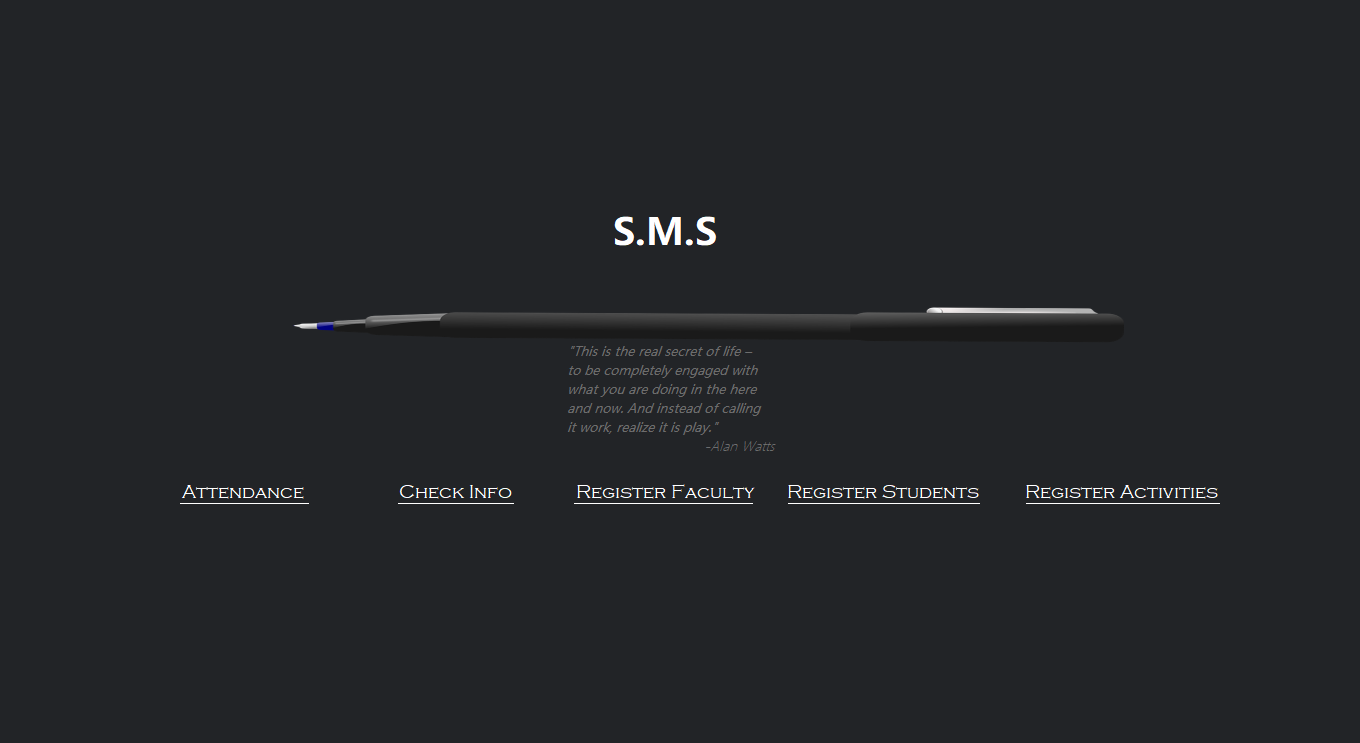 S.M.S
"This is the real secret of life –
to be completely engaged with
what you are doing in the here
and now. And instead of calling
it work, realize it is play."
-Alan Watts
Attendance Check Info Register Faculty Register Students Register Activities